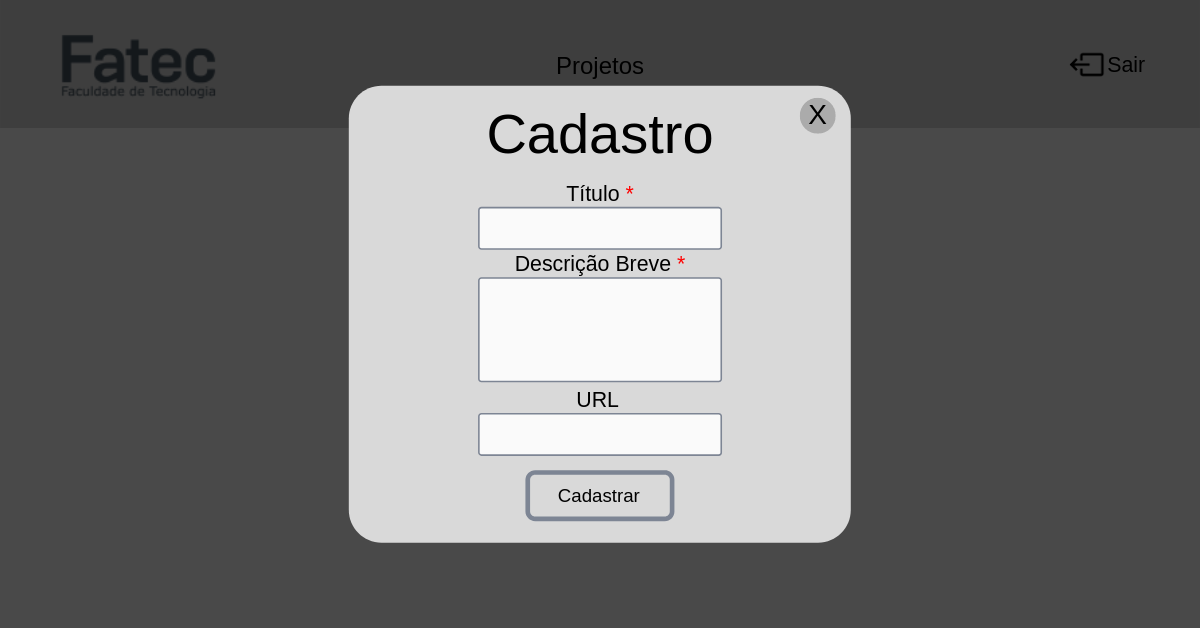 Fatec
Faculdade de Tecnologia
Projetos
Sair
X
Cadastro
Título *
Descrição Breve *
URL
Cadastrar